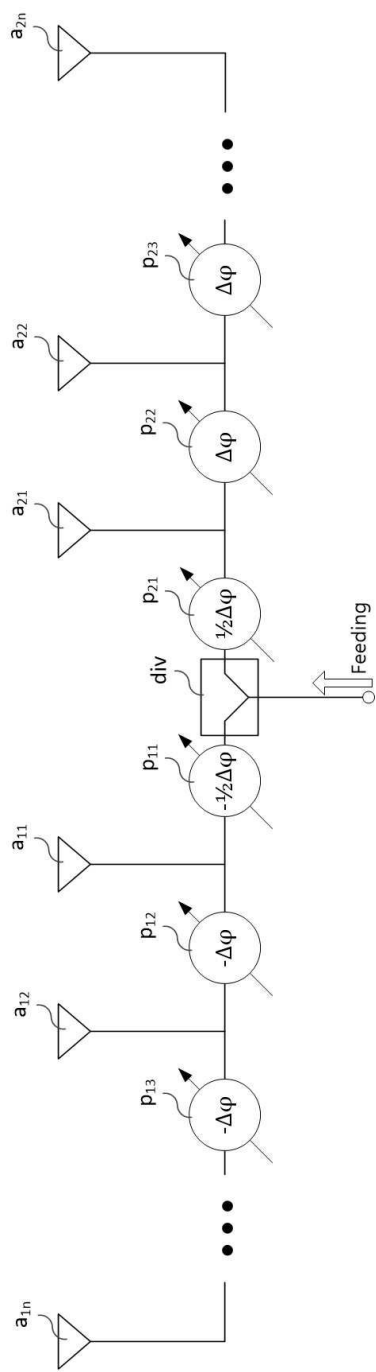 a₁ₙ
a₁₂
a₁₁
a₂₁
a₂₂
a₂ₙ
p₁₃
p₁₂
p₁₁
div
p₂₁
p₂₂
p₂₃
-Δφ
-Δφ
-½Δφ
½Δφ
Δφ
Δφ
Feeding